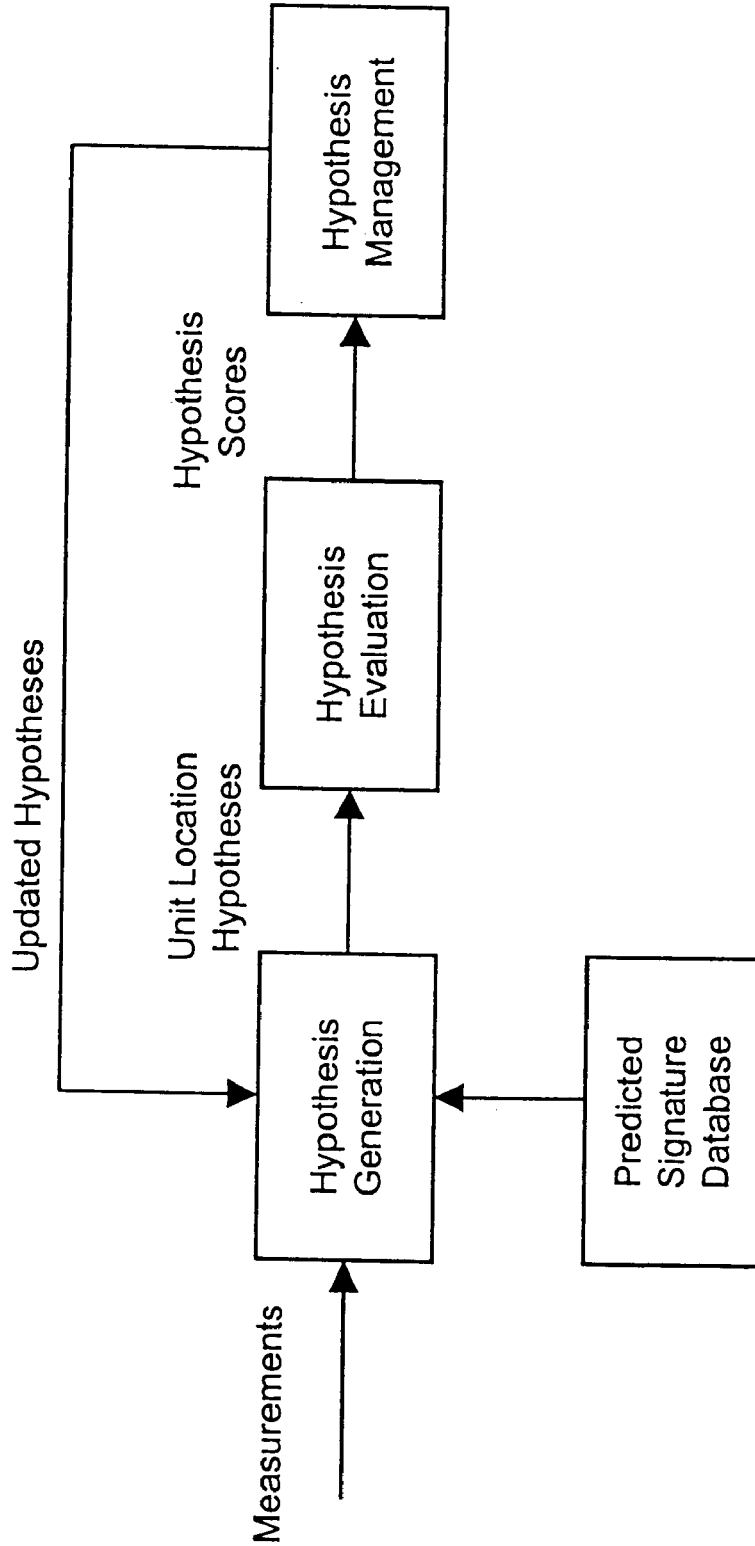 Updated Hypotheses
Measurements
Hypothesis
Generation
Unit Location
Hypotheses
Hypothesis
Evaluation
Hypothesis
Scores
Hypothesis
Management
Predicted
Signature
Database